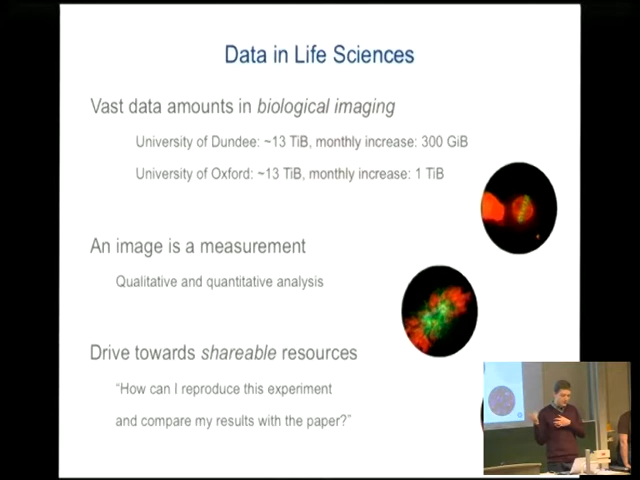 Data in Life Sciences
Vast data amounts in biological imaging
University of Dundee: ~13 TiB, monthly increase: 300 GiB
University of Oxford: ~13 TiB, monthly increase: 1 TiB
An image is a measurement
Qualitative and quantitative analysis
Drive towards shareable resources
“How can I reproduce this experiment
and compare my results with the paper?”